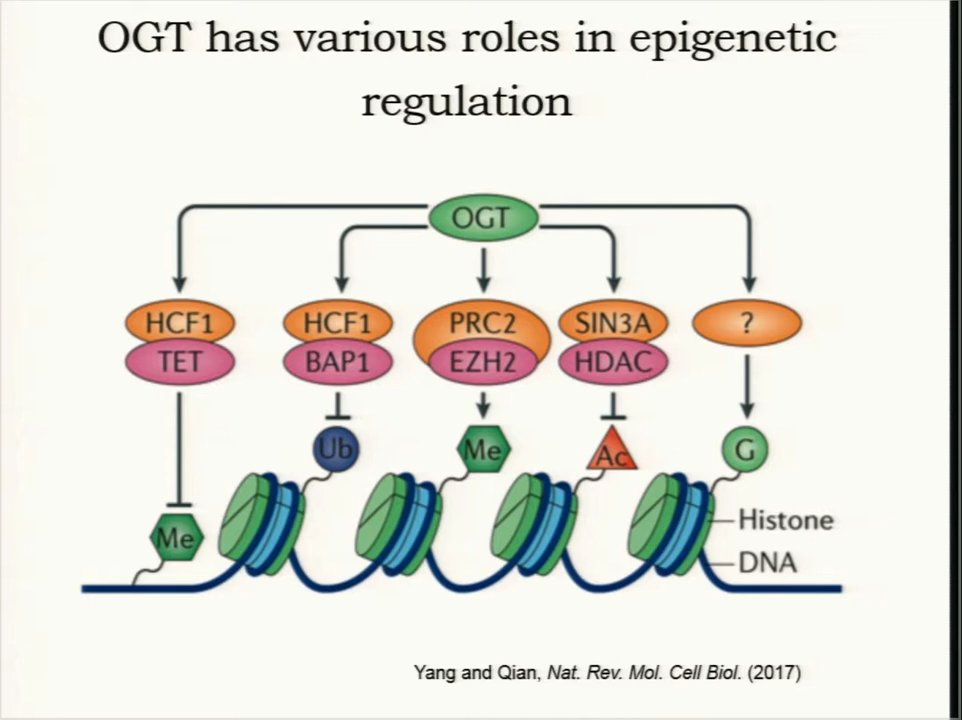 OGT has various roles in epigenetic
regulation
OGT
HCF1
TET
HCF1
BAP1
PRC2
EZH2
SIN3A
HDAC
?
Ub
Me
Ac
G
Me
Histone
DNA
Yang and Qian, Nat. Rev. Mol. Cell Biol. (2017)